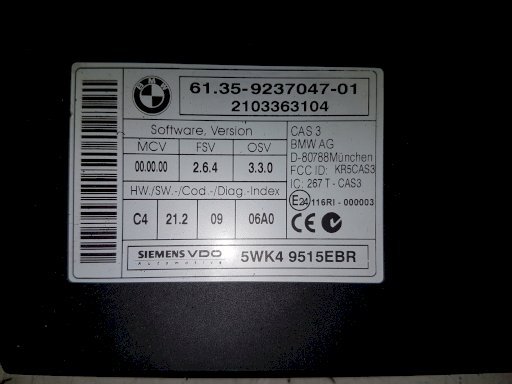 BMW
61.35-9237047-01
2103363104
Software, Version
MCV FSV OSV
00.00.00 2.6.4 3.3.0
HW./SW.-/Cod-/Diag.-Index
C4 21.2 09 06A0
CAS 3
BMW AG
D-80788München
FCC ID: KR5CAS3
IC: 267 T - CAS3
E24 116RI - 000003
CE
SIEMENS VDO
Automotive
5WK4 9515EBR